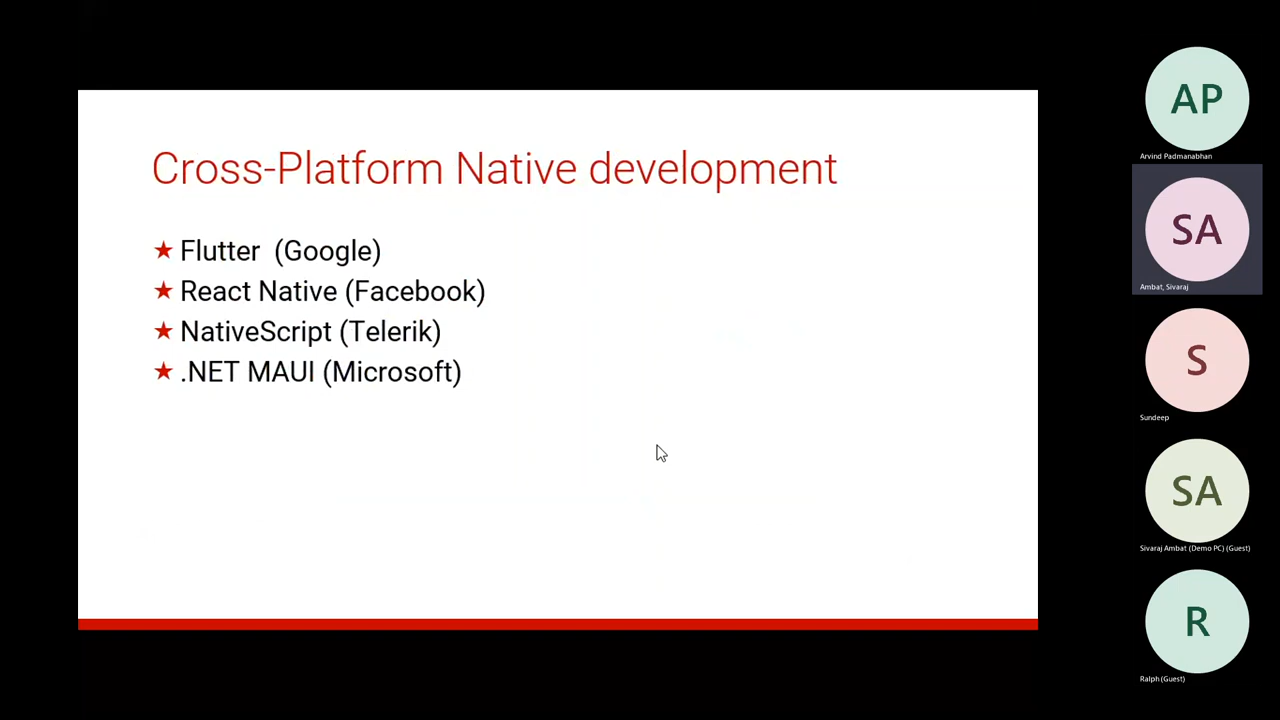 Cross-Platform Native development
★ Flutter (Google)
★ React Native (Facebook)
★ NativeScript (Telerik)
★ .NET MAUI (Microsoft)
AP
Arvind Padmanabhan
SA
Ambat, Sivaraj
S
Sundeep
SA
Sivaraj Ambat (Demo PC) (Guest)
R
Ralph (Guest)